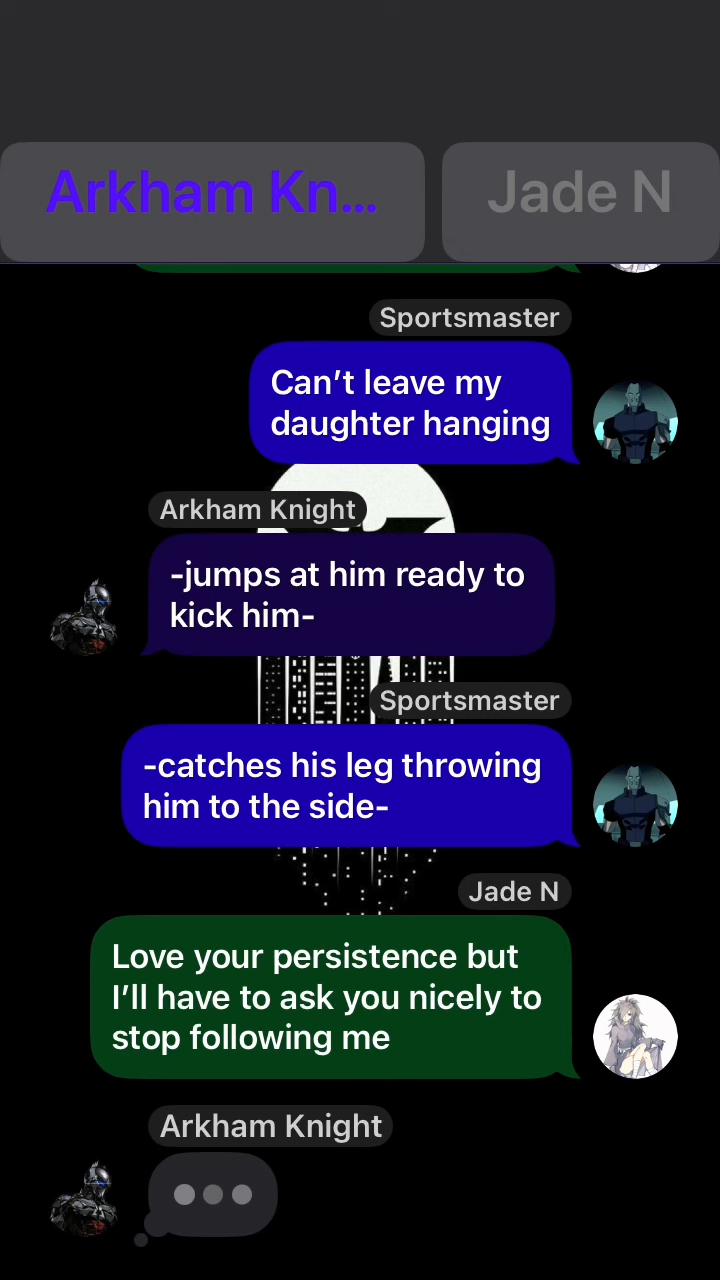 Arkham Kn...
Jade N
Sportsmaster
Can’t leave my
daughter hanging
Arkham Knight
-jumps at him ready to
kick him-
Sportsmaster
-catches his leg throwing
him to the side-
Jade N
Love your persistence but
I’ll have to ask you nicely to
stop following me
Arkham Knight